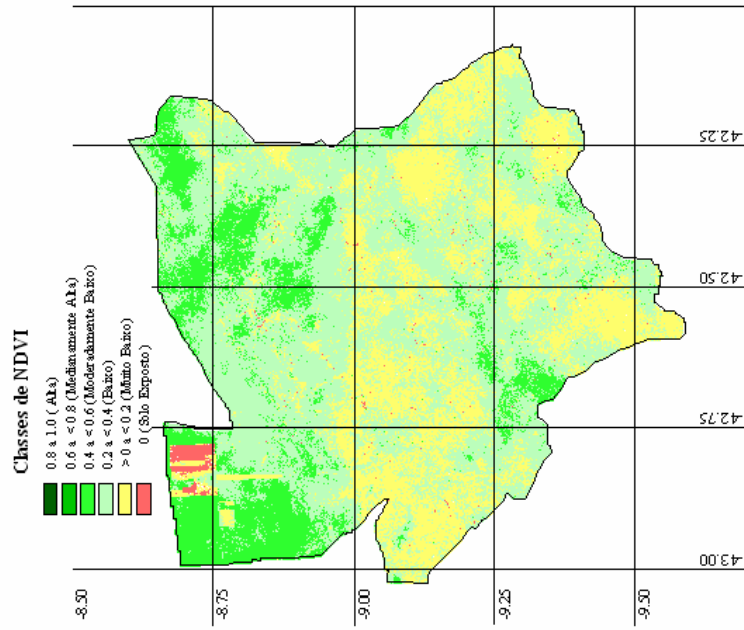 Classes de NDVI
0.8 a 1.0 ( Alta)
0.6 a < 0.8 (Medianamente Alta)
0.4 a < 0.6 (Moderadamente Baixo)
0.2 a < 0.4 (Baixo)
> 0 a < 0.2 (Muito Baixo)
0 (Solo Exposto)
-8.50
-8.75
-9.00
-9.25
-9.50
-43.00
-42.75
-42.50
-42.25